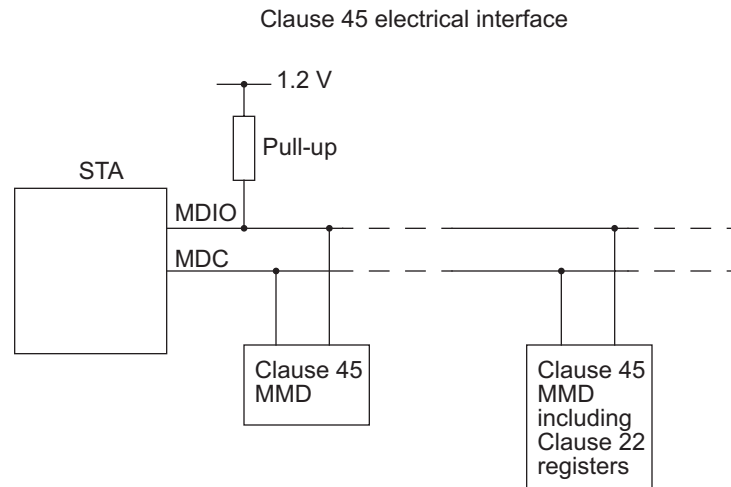 Clause 45 electrical interface
1.2 V
Pull-up
STA
MDIO
MDC
Clause 45
MMD
Clause 45
MMD
including
Clause 22
registers